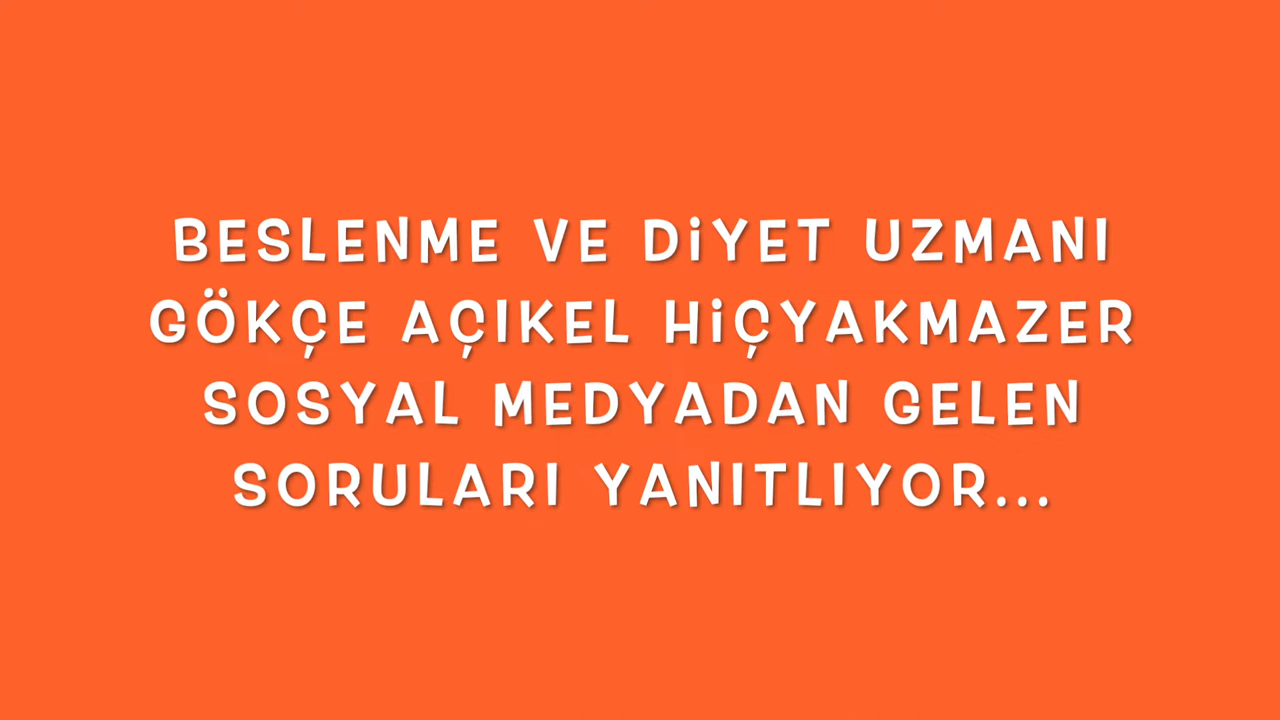 BESLENME VE DİYET UZMANI
GÖKÇE AÇIKEL HİÇYAKMAZER
SOSYAL MEDYADAN GELEN
SORULARI YANITLIYOR...